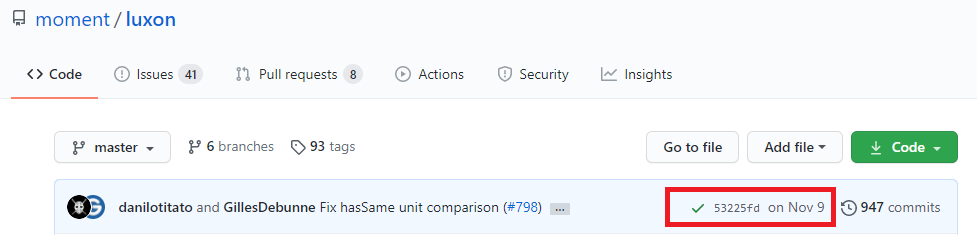 moment / luxon
Code Issues 41 Pull requests 8 Actions Security Insights
master 6 branches 93 tags Go to file Add file Code
danilotitato and GillesDebunne Fix hasSame unit comparison (#798) ... 53225fd on Nov 9 947 commits